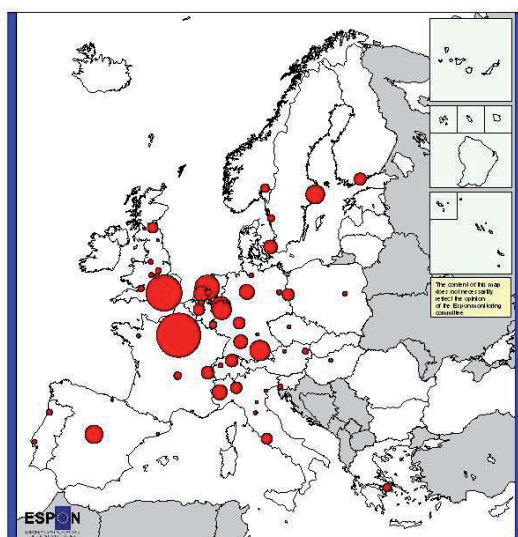 The content of this map
does not necessarily
reflect the opinion
of the Espon monitoring
committee
ESPON